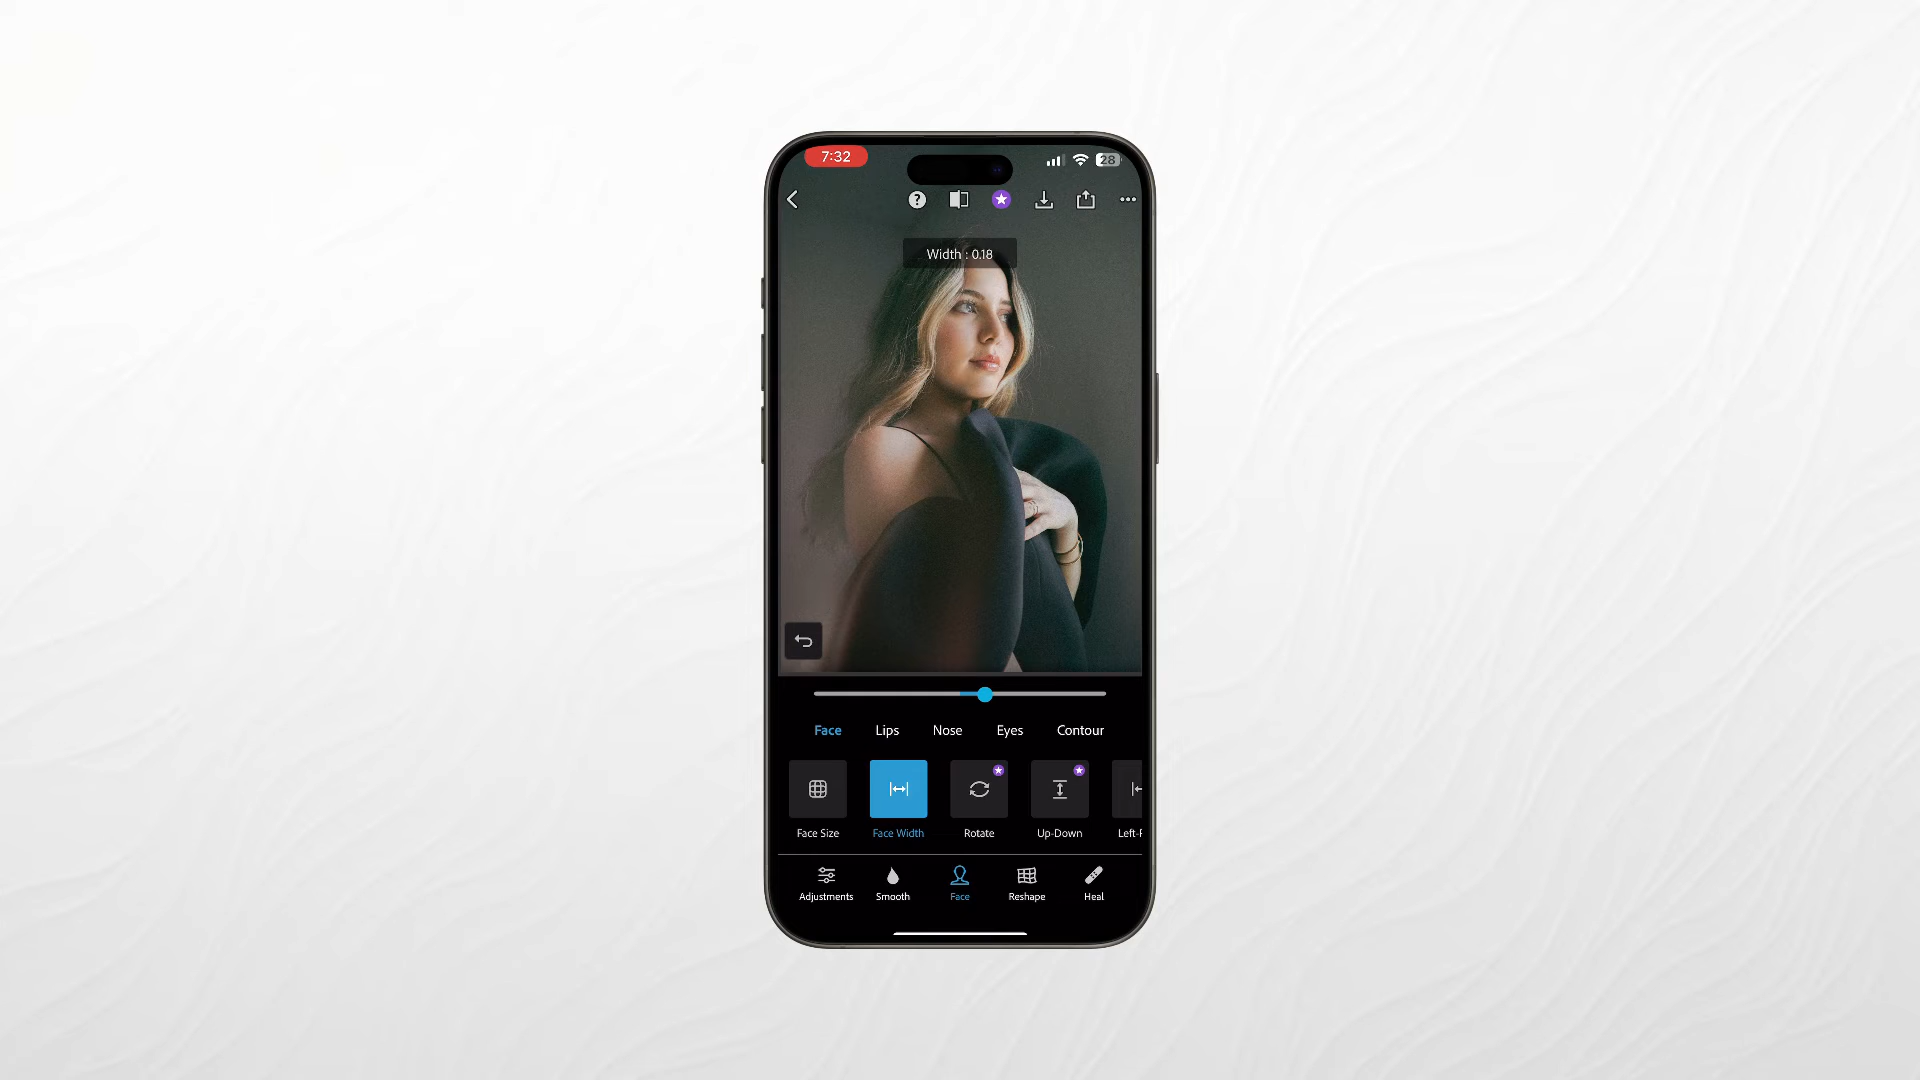 7:32
28
Width : 0.18
Face Lips Nose Eyes Contour
Face Size Face Width Rotate Up-Down Left-
Adjustments Smooth Face Reshape Heal